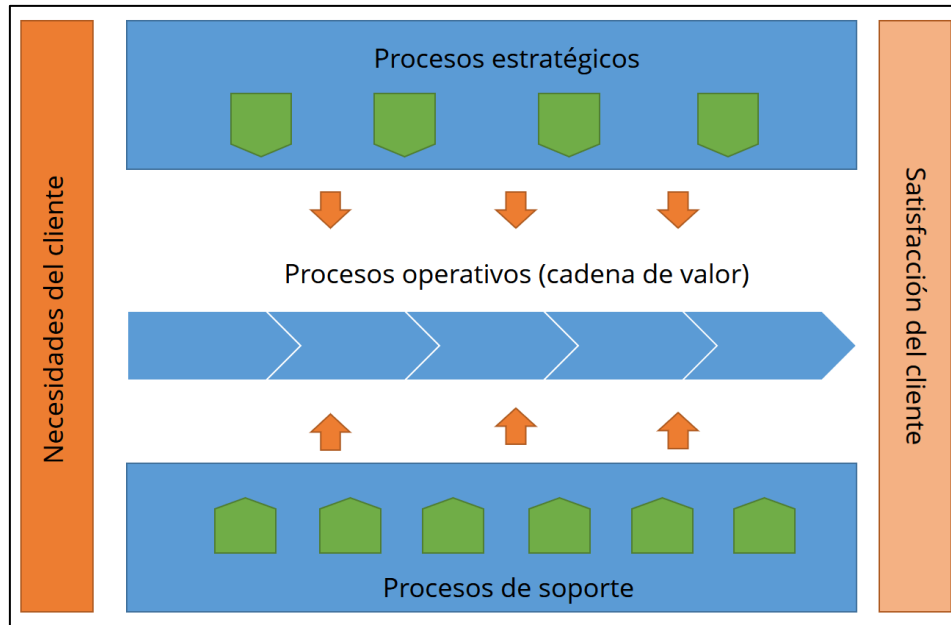 Necesidades del cliente
Procesos estratégicos
Procesos operativos (cadena de valor)
Procesos de soporte
Satisfacción del cliente